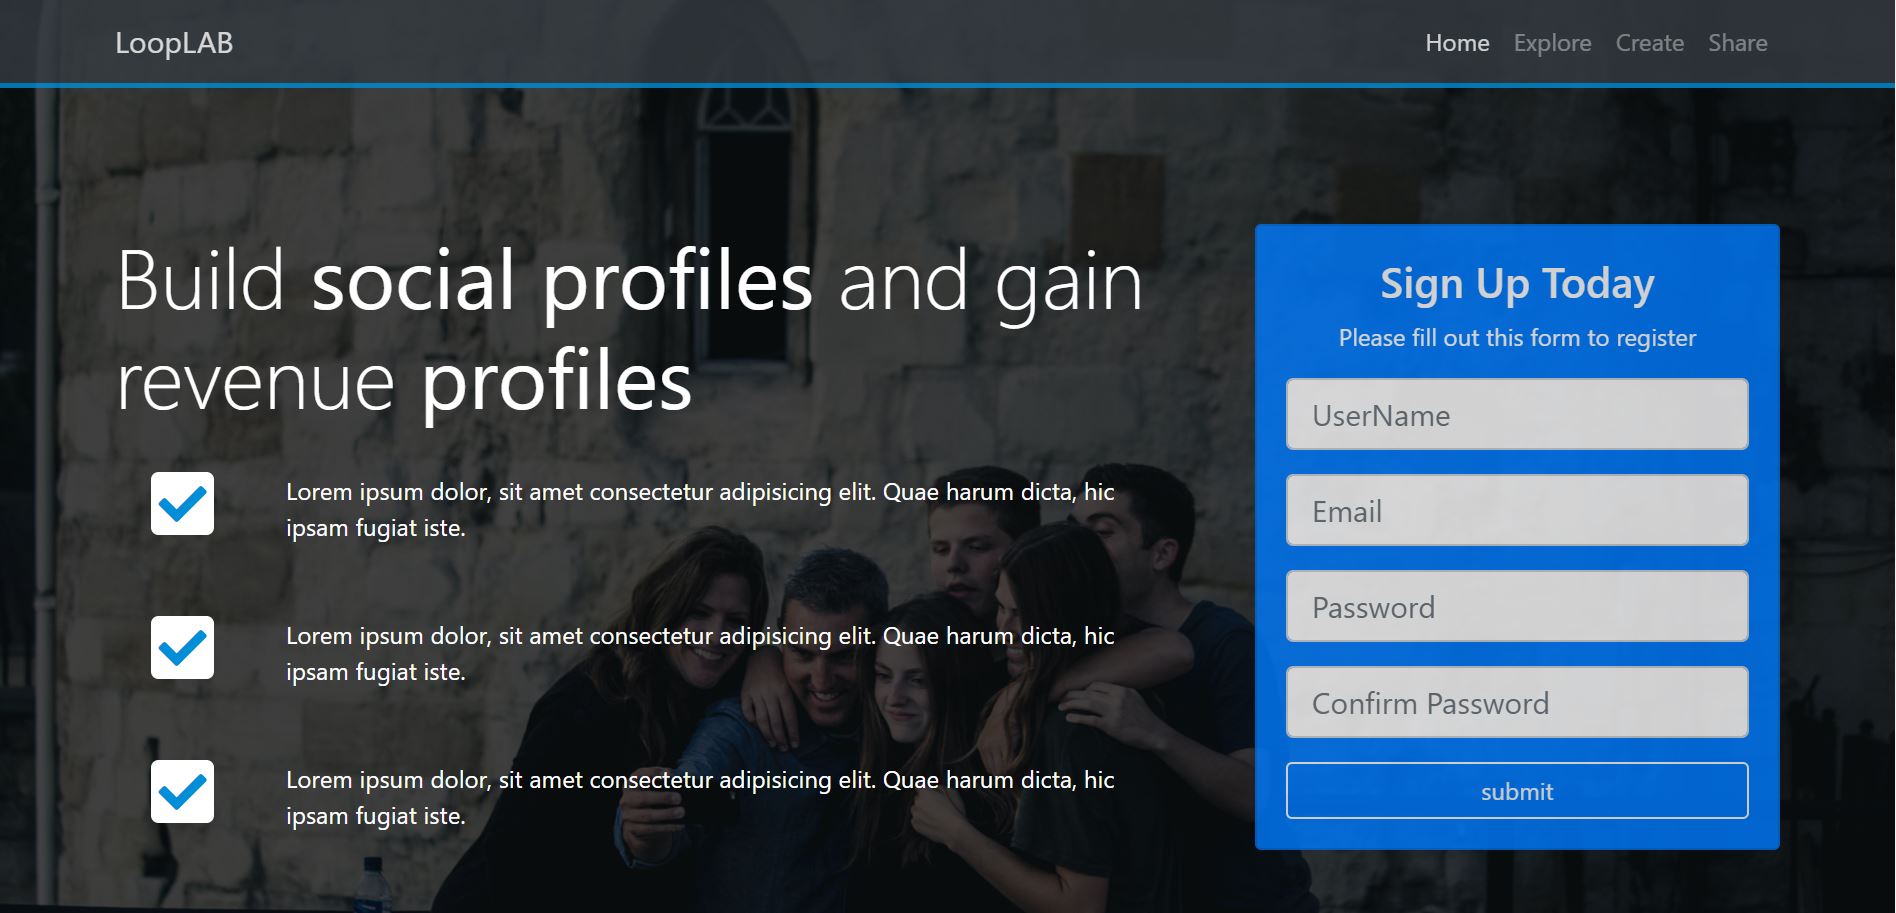 LoopLAB
Home Explore Create Share
Build social profiles and gain
revenue profiles
Lorem ipsum dolor, sit amet consectetur adipisicing elit. Quae harum dicta, hic
ipsam fugiat iste.
Lorem ipsum dolor, sit amet consectetur adipisicing elit. Quae harum dicta, hic
ipsam fugiat iste.
Lorem ipsum dolor, sit amet consectetur adipisicing elit. Quae harum dicta, hic
ipsam fugiat iste.
Sign Up Today
Please fill out this form to register
UserName
Email
Password
Confirm Password
submit